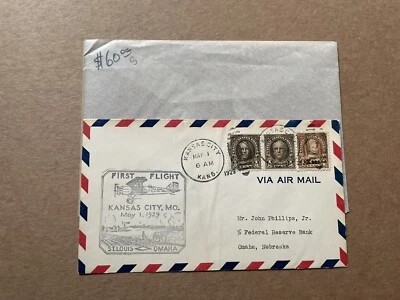 $60.00
FIRST FLIGHT
KANSAS CITY, MO.
May 1, 1929
ST. LOUIS OMAHA
KANSAS CITY
MAY 1
6 AM
1929
KANS.
VIA AIR MAIL
Mr. John Phillips, Jr.
% Federal Reserve Bank
Omaha, Nebraska